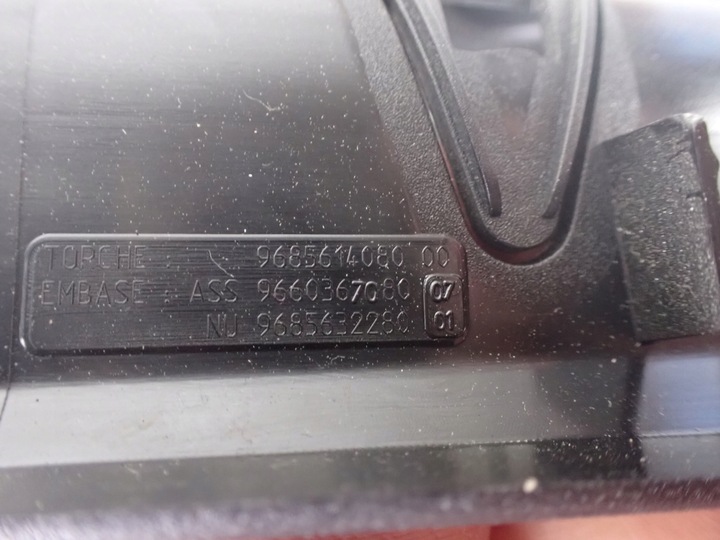 TORCHE : 9685614080 00
EMBASE : ASS 9660367080 07
NU 9685632280 01